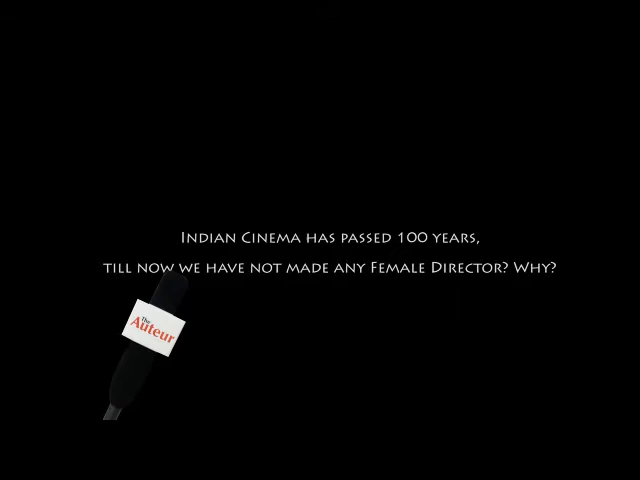 Indian Cinema has passed 100 years,
till now we have not made any Female Director? Why?
The
Auteur